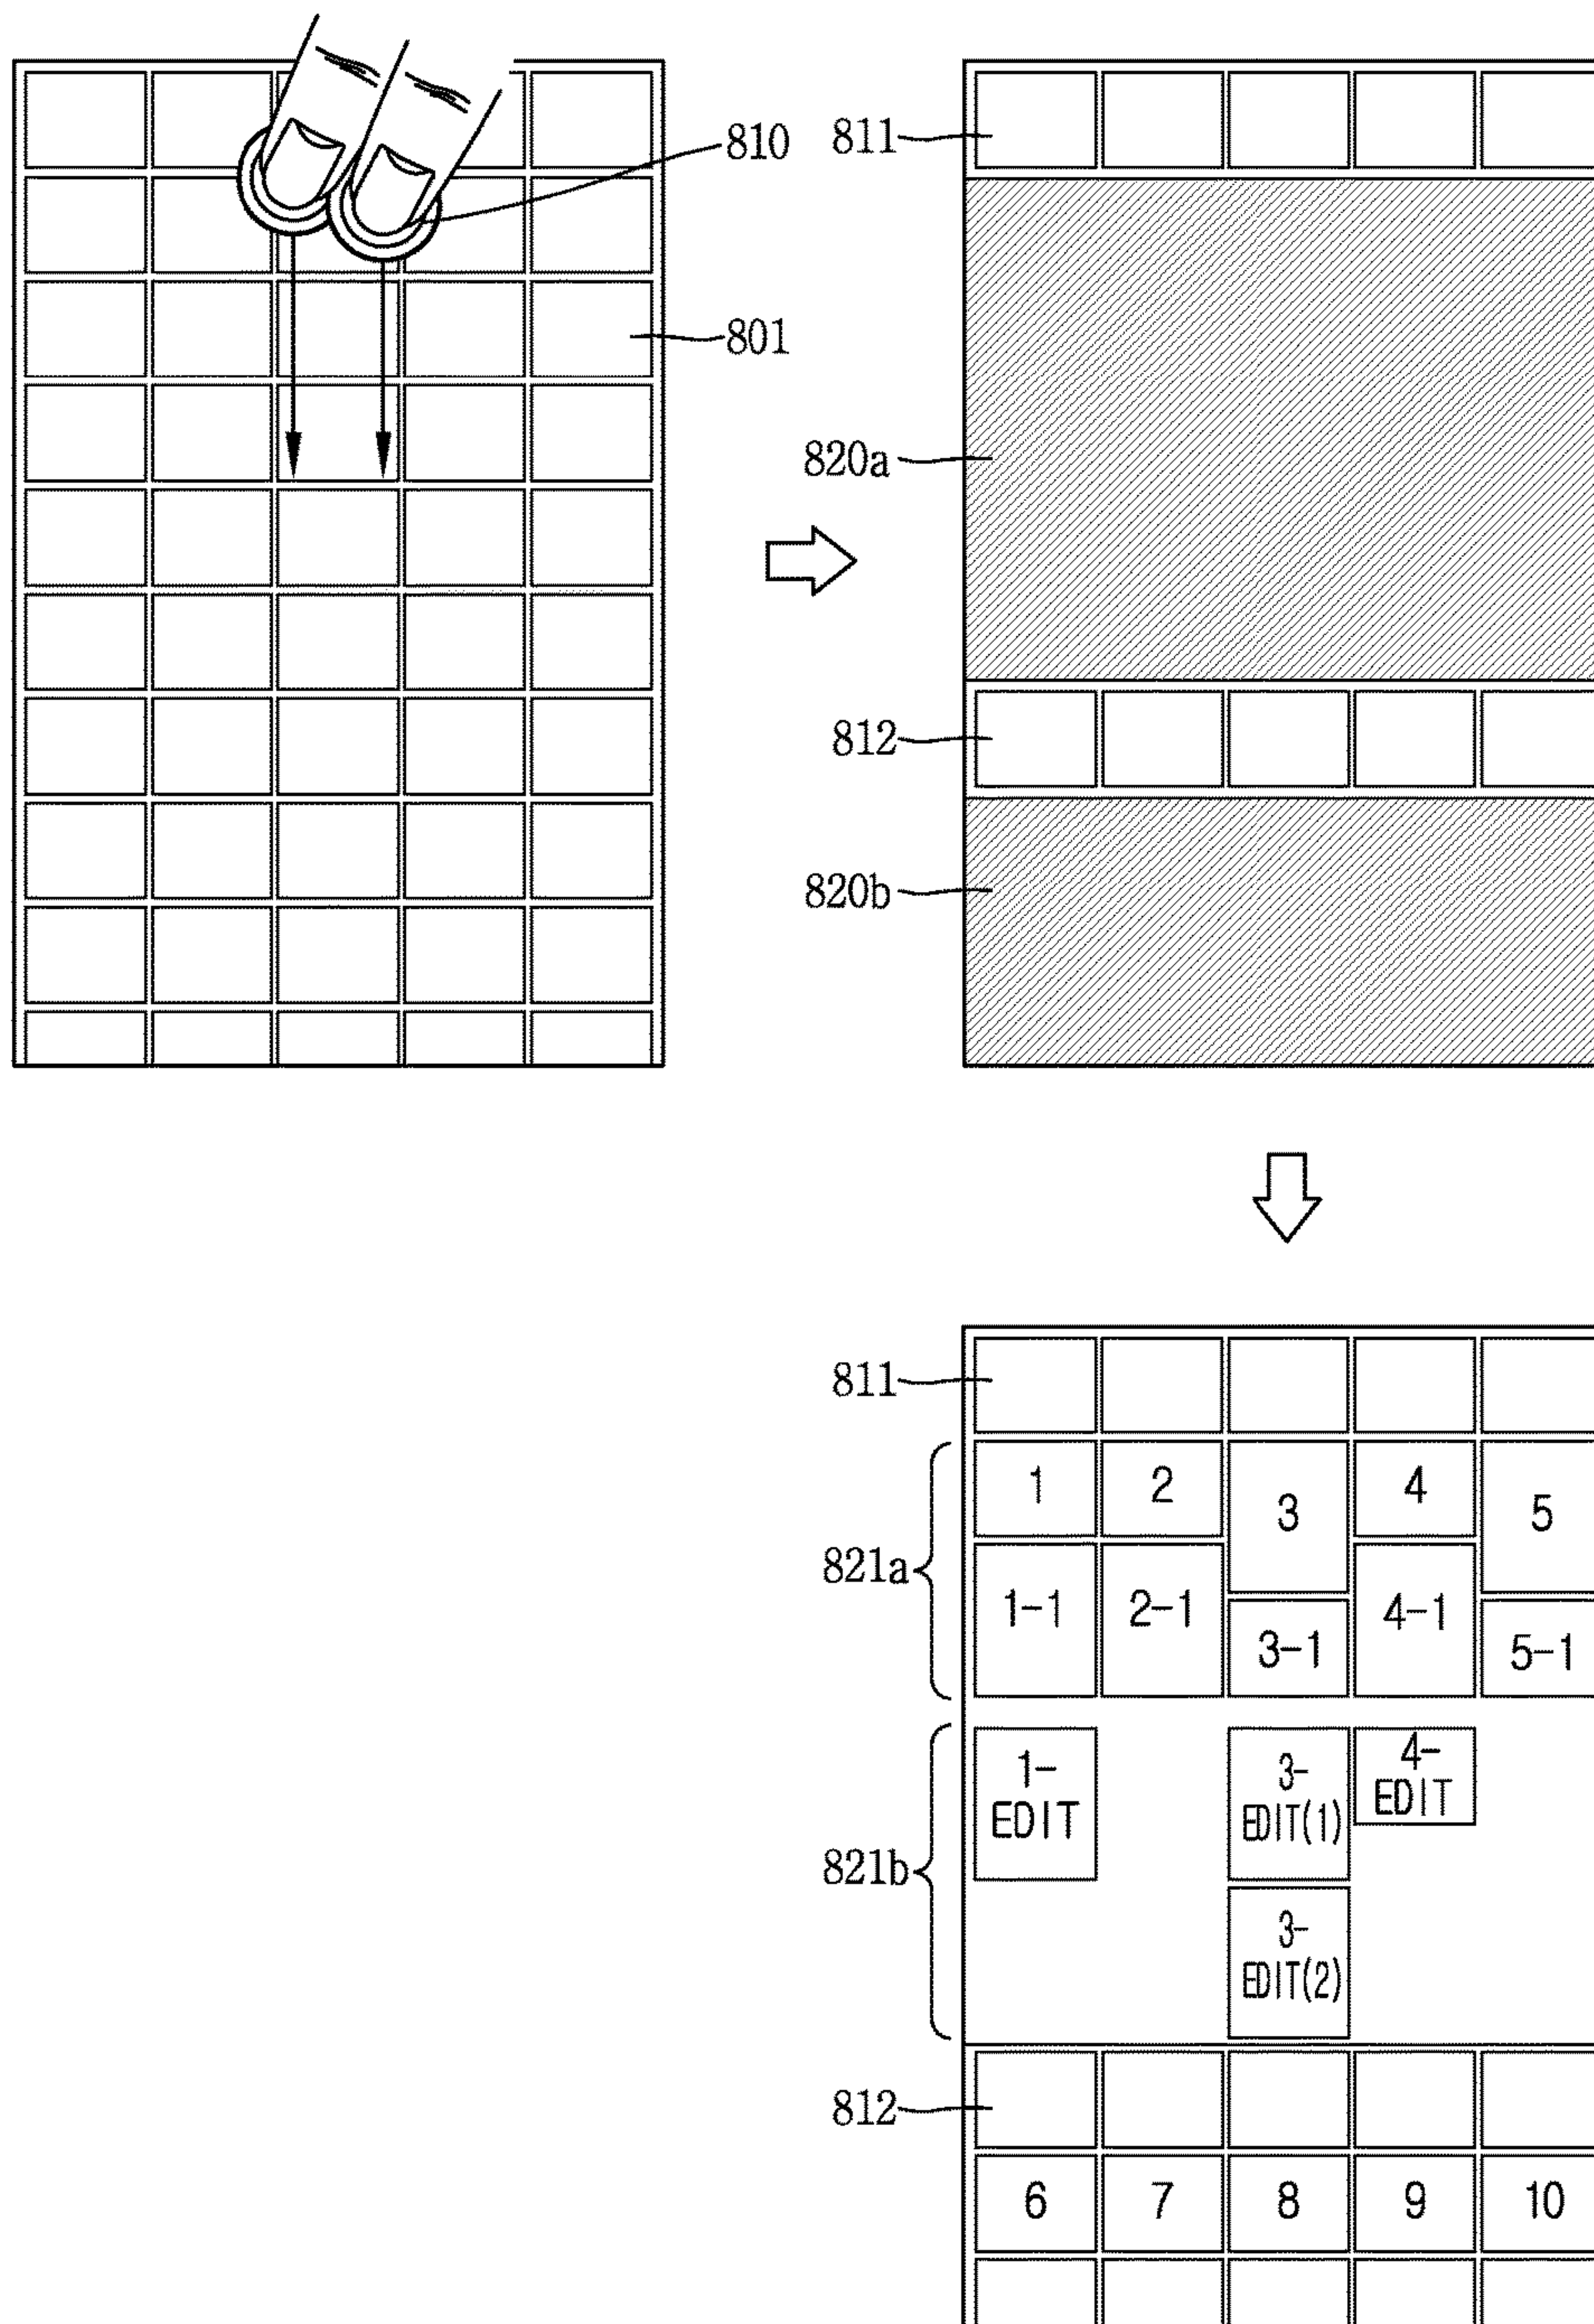 810
801
811
820a
812
820b
811
821a
1 2 3 4 5
1-1 2-1 3-1 4-1 5-1
821b
1-
EDIT
3-
EDIT(1)
4-
EDIT
3-
EDIT(2)
812
6 7 8 9 10